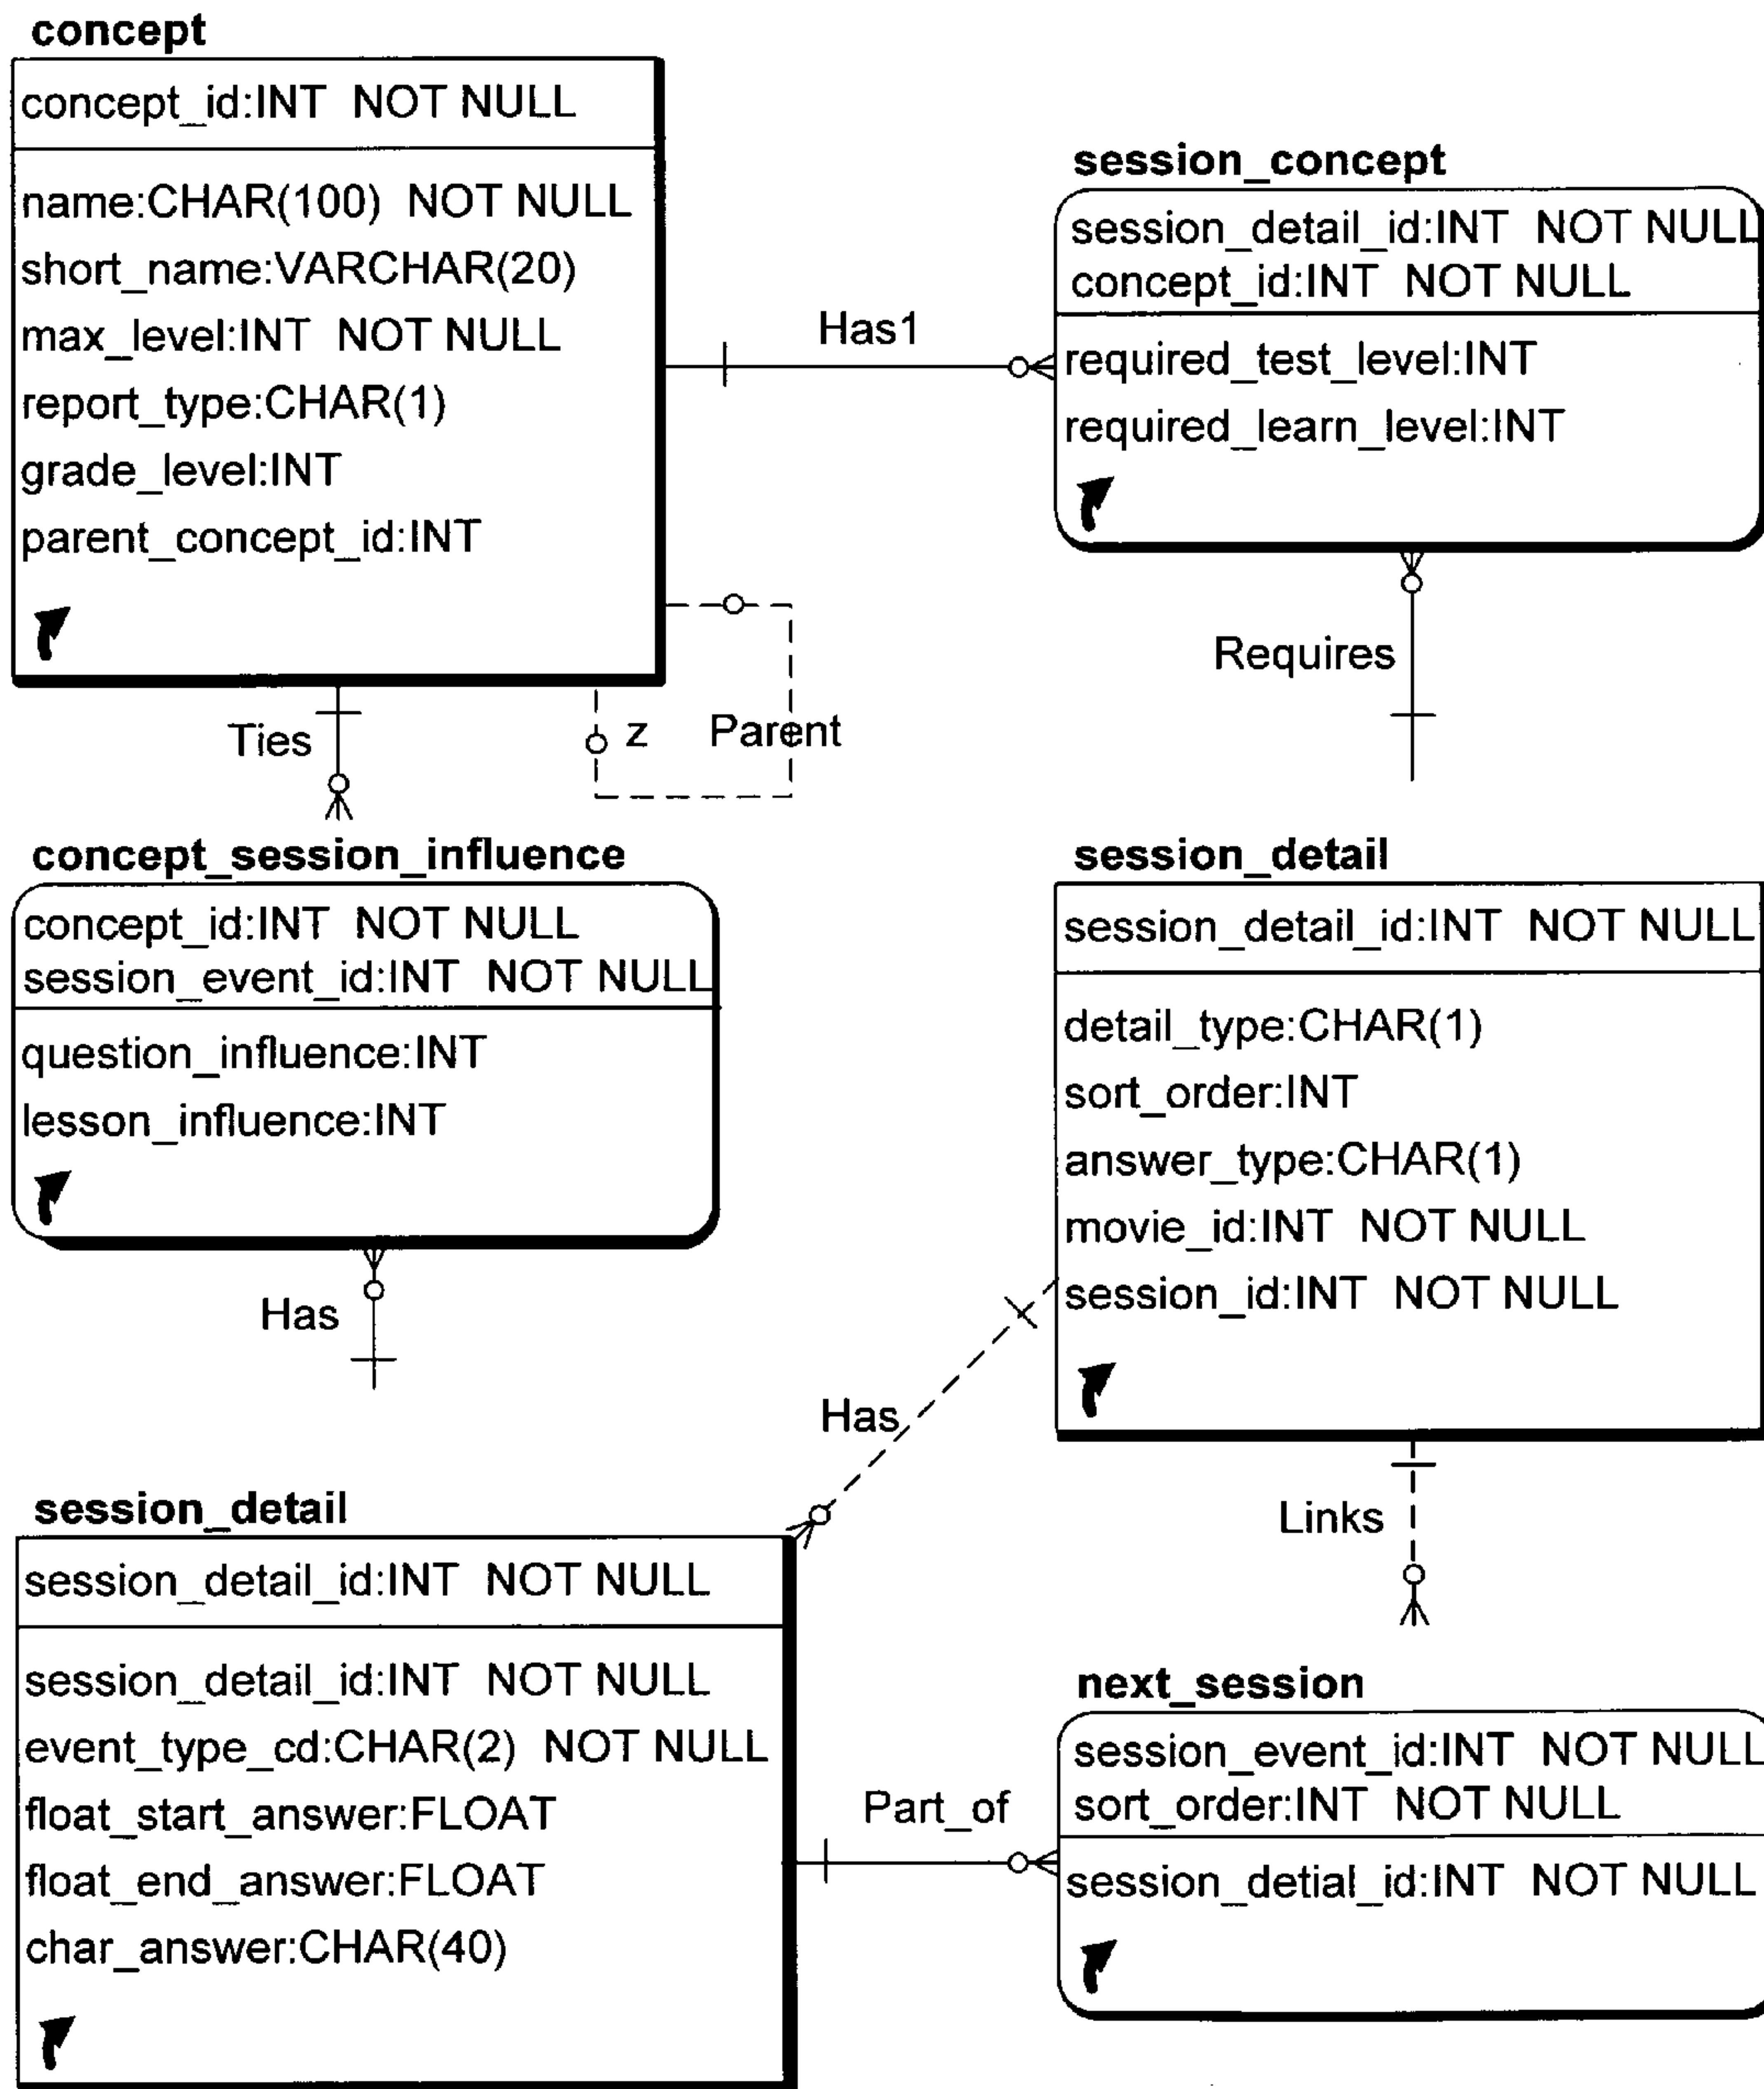 concept
concept_id:INT NOT NULL
name:CHAR(100) NOT NULL
short_name:VARCHAR(20)
max_level:INT NOT NULL
report_type:CHAR(1)
grade_level:INT
parent_concept_id:INT
Has1
session_concept
session_detail_id:INT NOT NULL
concept_id:INT NOT NULL
required_test_level:INT
required_learn_level:INT
Ties
z
Parent
Requires
concept_session_influence
concept_id:INT NOT NULL
session_event_id:INT NOT NULL
question_influence:INT
lesson_influence:INT
Has
session_detail
session_detail_id:INT NOT NULL
detail_type:CHAR(1)
sort_order:INT
answer_type:CHAR(1)
movie_id:INT NOT NULL
session_id:INT NOT NULL
Has
Links
session_detail
session_detail_id:INT NOT NULL
session_detail_id:INT NOT NULL
event_type_cd:CHAR(2) NOT NULL
float_start_answer:FLOAT
float_end_answer:FLOAT
char_answer:CHAR(40)
Part_of
next_session
session_event_id:INT NOT NULL
sort_order:INT NOT NULL
session_detial_id:INT NOT NULL